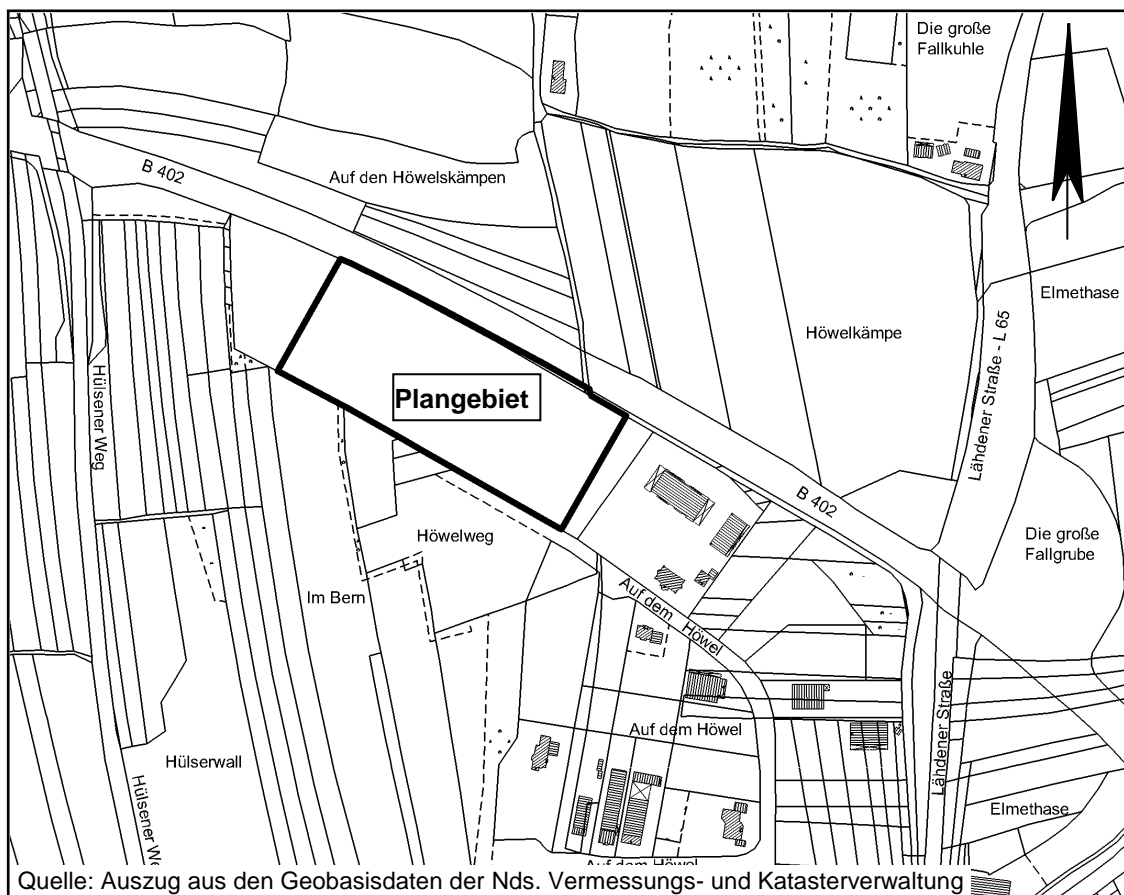 Die große
Fallkuhle
B 402
Auf den Höwelskämpen
Elmethase
Höwelkämpe
Lähdener Straße - L 65
Plangebiet
Hülsener Weg
B 402
Höwelweg
Die große
Fallgrube
Im Bern
Auf dem Höwel
Lähdener Straße
Auf dem Höwel
Hülserwall
Hülsener We
Elmethase
Auf dem Höwel
Quelle: Auszug aus den Geobasisdaten der Nds. Vermessungs- und Katasterverwaltung